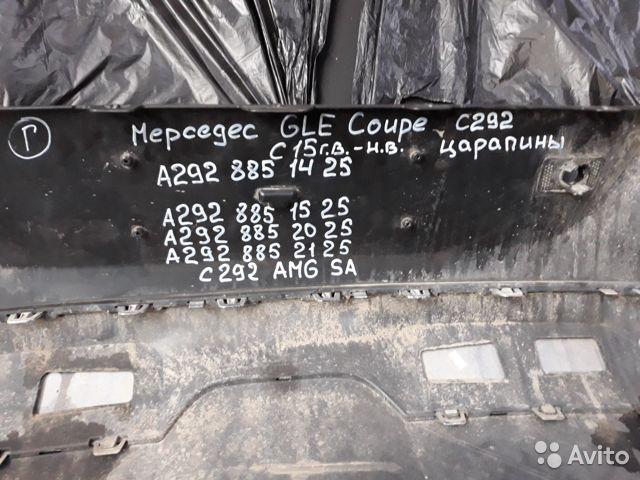 Г
Мерседес GLE Coupe C292
С 15 г.в. - н.в. царапины
A292 885 14 25
A292 885 15 25
A292 885 20 25
A292 885 21 25
C292 AMG SA
Avito